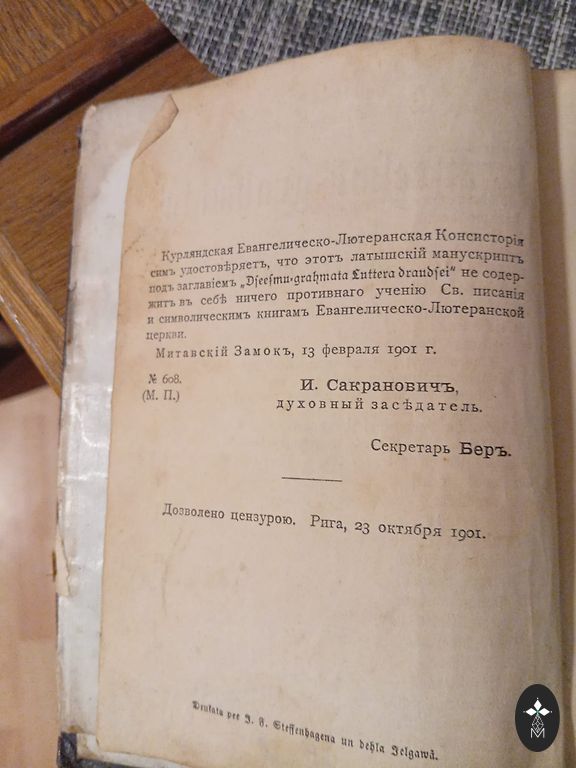 Курляндская Евангелическо-Лютеранская Консисторія
симъ удостовѣряетъ, что этотъ латышскій манускриптъ
подъ заглавіемъ „Dſeeſmu-grahmata Luttera draudſei“ не содер-
житъ въ себѣ ничего противнаго ученію Св. писанія
и символическимъ книгамъ Евангелическо-Лютеранской
церкви.
Митавскій Замокъ, 13 февраля 1901 г.
№ 608.
(М. П.)
И. Сакрановичъ,
духовный засѣдатель.
Секретарь Беръ.
Дозволено цензурою. Рига, 23 октября 1901.
Drukata pee J. F. Steffenhagena un dehla Jelgawâ.
M